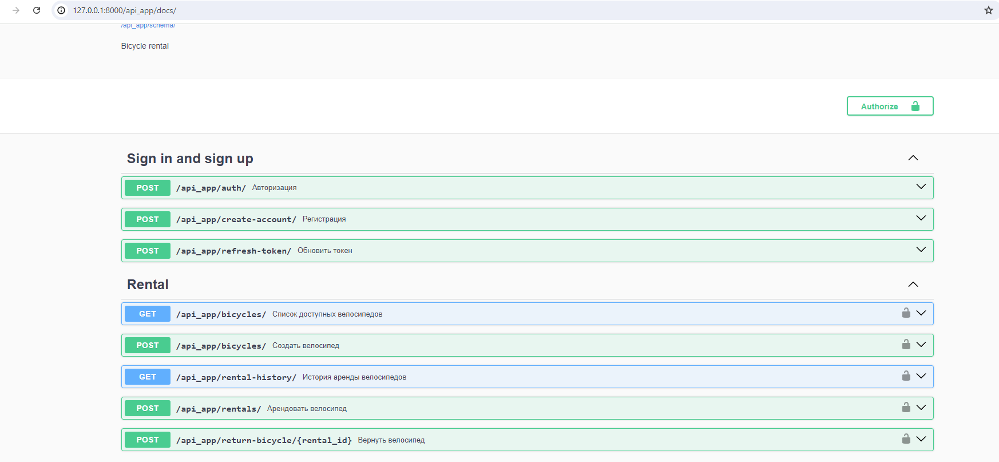 127.0.0.1:8000/api_app/docs/
/api_app/schema/
Bicycle rental
Authorize
Sign in and sign up
POST /api_app/auth/ Авторизация
POST /api_app/create-account/ Регистрация
POST /api_app/refresh-token/ Обновить токен
Rental
GET /api_app/bicycles/ Список доступных велосипедов
POST /api_app/bicycles/ Создать велосипед
GET /api_app/rental-history/ История аренды велосипедов
POST /api_app/rentals/ Арендовать велосипед
POST /api_app/return-bicycle/{rental_id} Вернуть велосипед